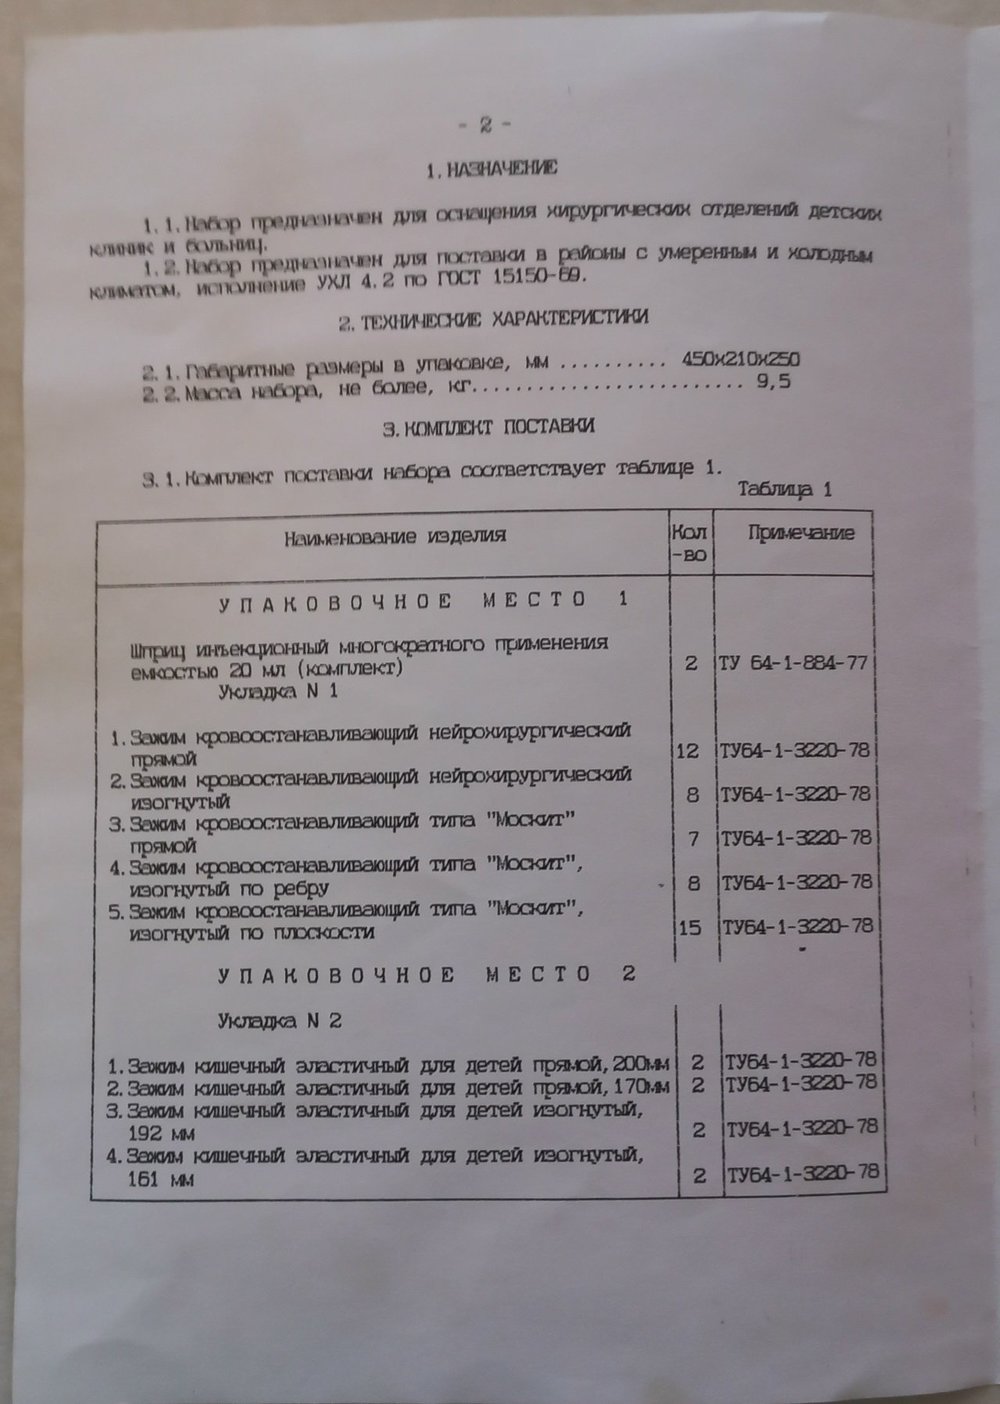 - 2 -
1. НАЗНАЧЕНИЕ
1.1. Набор предназначен для оснащения хирургических отделений детских
клиник и больниц.
1.2. Набор предназначен для поставки в районы с умеренным и холодным
климатом, исполнение УХЛ 4.2 по ГОСТ 15150-69.
2. ТЕХНИЧЕСКИЕ ХАРАКТЕРИСТИКИ
2.1. Габаритные размеры в упаковке, мм .......... 450х210х250
2.2. Масса набора, не более, кг......................... 9,5
3. КОМПЛЕКТ ПОСТАВКИ
3.1. Комплект поставки набора соответствует таблице 1.
Таблица 1
Наименование изделия Кол Примечание
-во
УПАКОВОЧНОЕ МЕСТО 1
Шприц инъекционный многократного применения
емкостью 20 мл (комплект) 2 ТУ 64-1-884-77
Укладка N 1
1. Зажим кровоостанавливающий нейрохирургический
прямой 12 ТУ64-1-3220-78
2. Зажим кровоостанавливающий нейрохирургический
изогнутый 8 ТУ64-1-3220-78
3. Зажим кровоостанавливающий типа "Москит"
прямой 7 ТУ64-1-3220-78
4. Зажим кровоостанавливающий типа "Москит",
изогнутый по ребру 8 ТУ64-1-3220-78
5. Зажим кровоостанавливающий типа "Москит",
изогнутый по плоскости 15 ТУ64-1-3220-78
УПАКОВОЧНОЕ МЕСТО 2
Укладка N 2
1. Зажим кишечный эластичный для детей прямой, 200мм 2 ТУ64-1-3220-78
2. Зажим кишечный эластичный для детей прямой, 170мм 2 ТУ64-1-3220-78
3. Зажим кишечный эластичный для детей изогнутый,
192 мм 2 ТУ64-1-3220-78
4. Зажим кишечный эластичный для детей изогнутый,
161 мм 2 ТУ64-1-3220-78